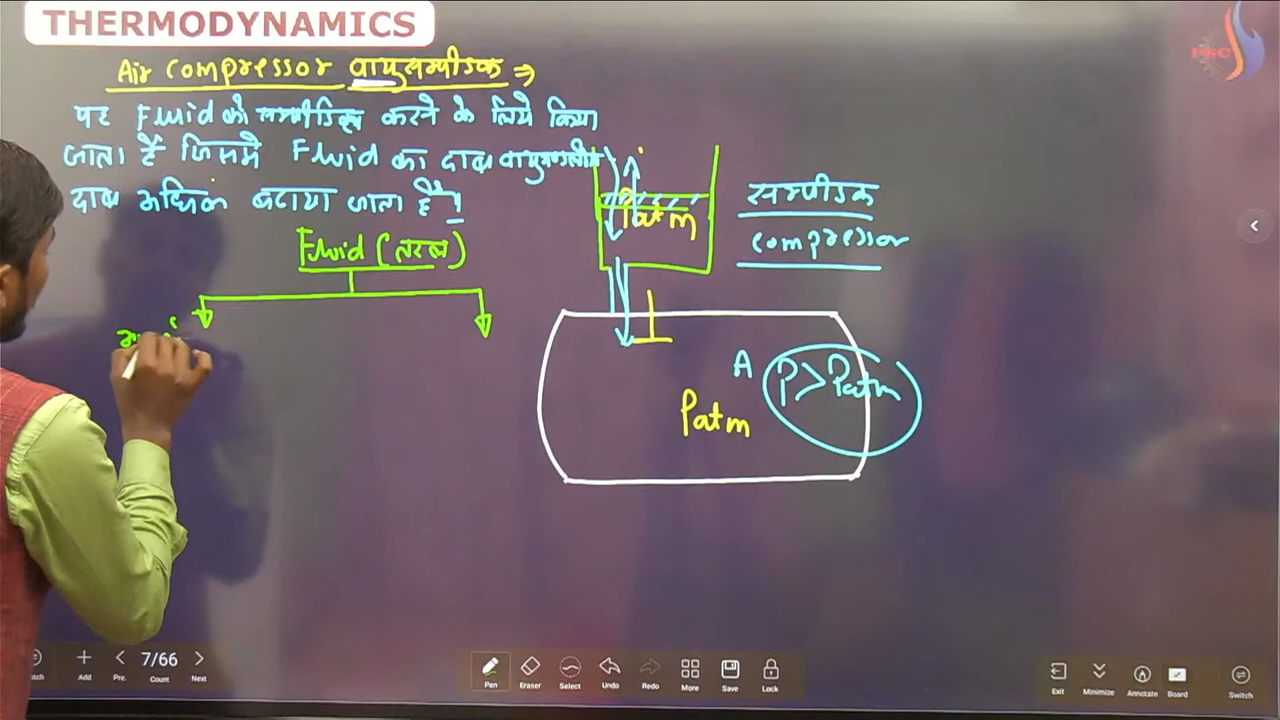 THERMODYNAMICS
PSC
Air Compressor वायुसम्पीडक ⇒
यह Fluid को सम्पीडित करने के लिये किया
जाता है जिसमे Fluid का दाब वायुमण्डलीय
दाब अधिक बढाया जाता है।
Fluid (तरल)
Patm
सम्पीडक
compressor
A
P>Patm
Patm
Add
Pre.
7/66
Count
Next
Pen
Eraser
Select
Undo
Redo
More
Save
Lock
Exit
Minimize
Annotate
Board
Switch